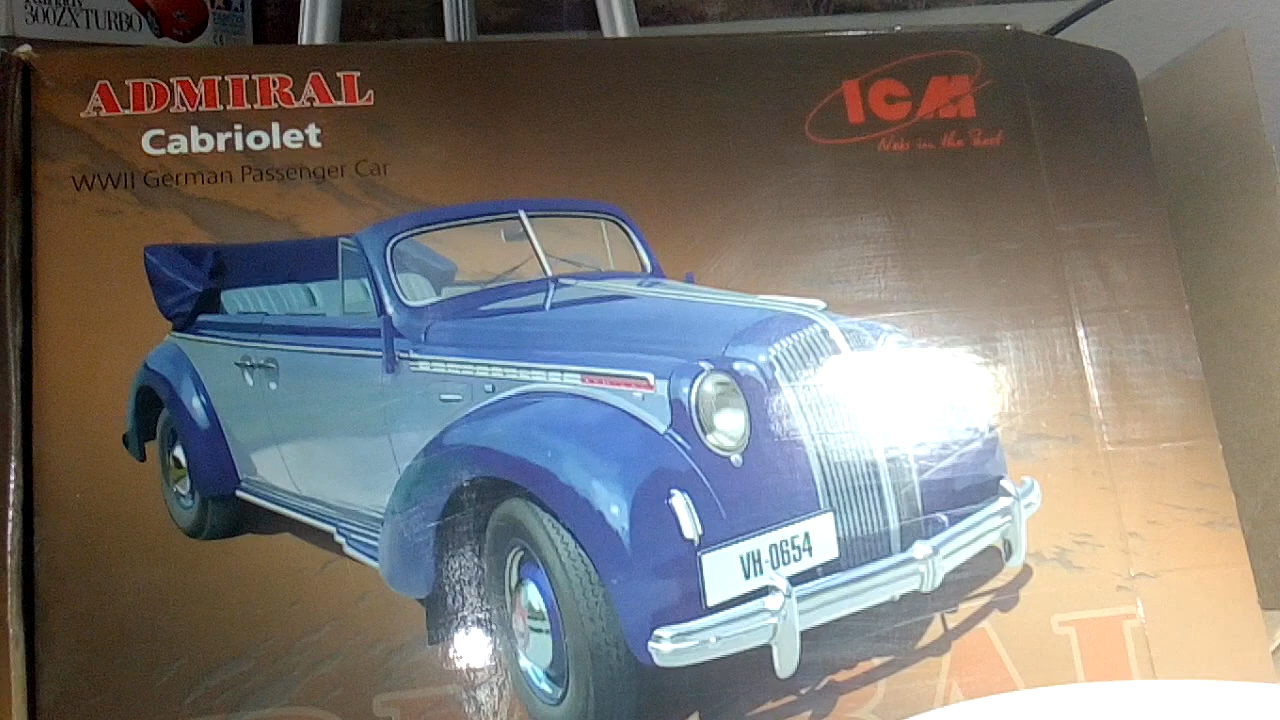 300ZX TURBO
ADMIRAL
Cabriolet
WWII German Passenger Car
ICM
VH-0654